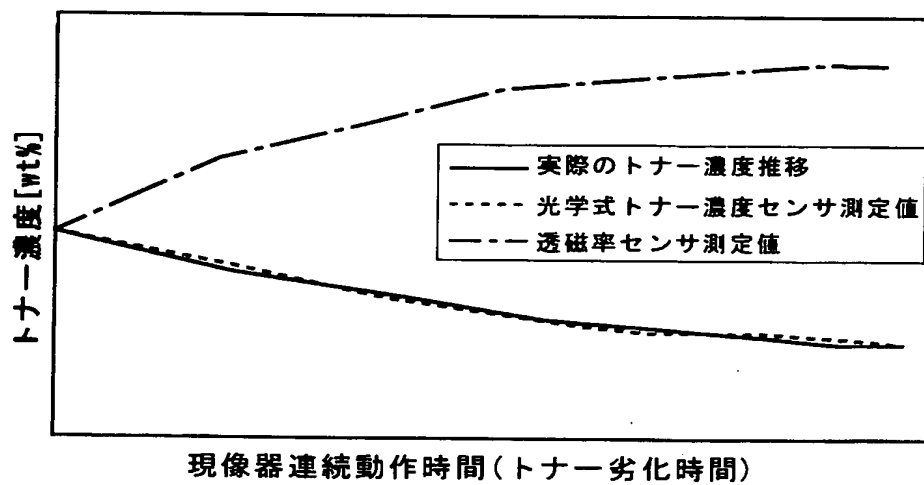 トナー濃度[wt%]
実際のトナー濃度推移
光学式トナー濃度センサ測定値
透磁率センサ測定値
現像器連続動作時間(トナー劣化時間)